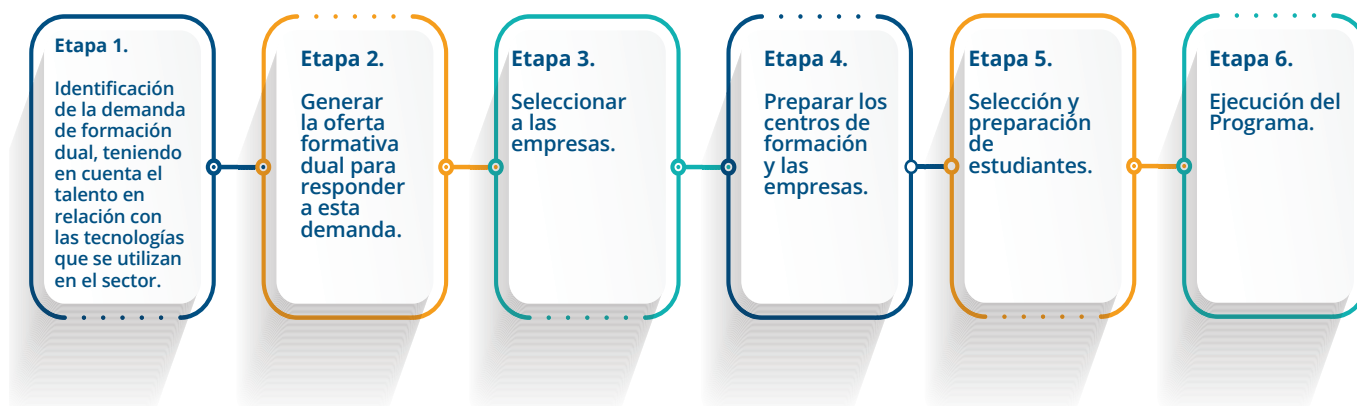 Etapa 1.
Identificación
de la demanda
de formación
dual, teniendo
en cuenta el
talento en
relación con
las tecnologías
que se utilizan
en el sector.
Etapa 2.
Generar
la oferta
formativa
dual para
responder
a esta
demanda.
Etapa 3.
Seleccionar
a las
empresas.
Etapa 4.
Preparar los
centros de
formación
y las
empresas.
Etapa 5.
Selección y
preparación
de
estudiantes.
Etapa 6.
Ejecución del
Programa.